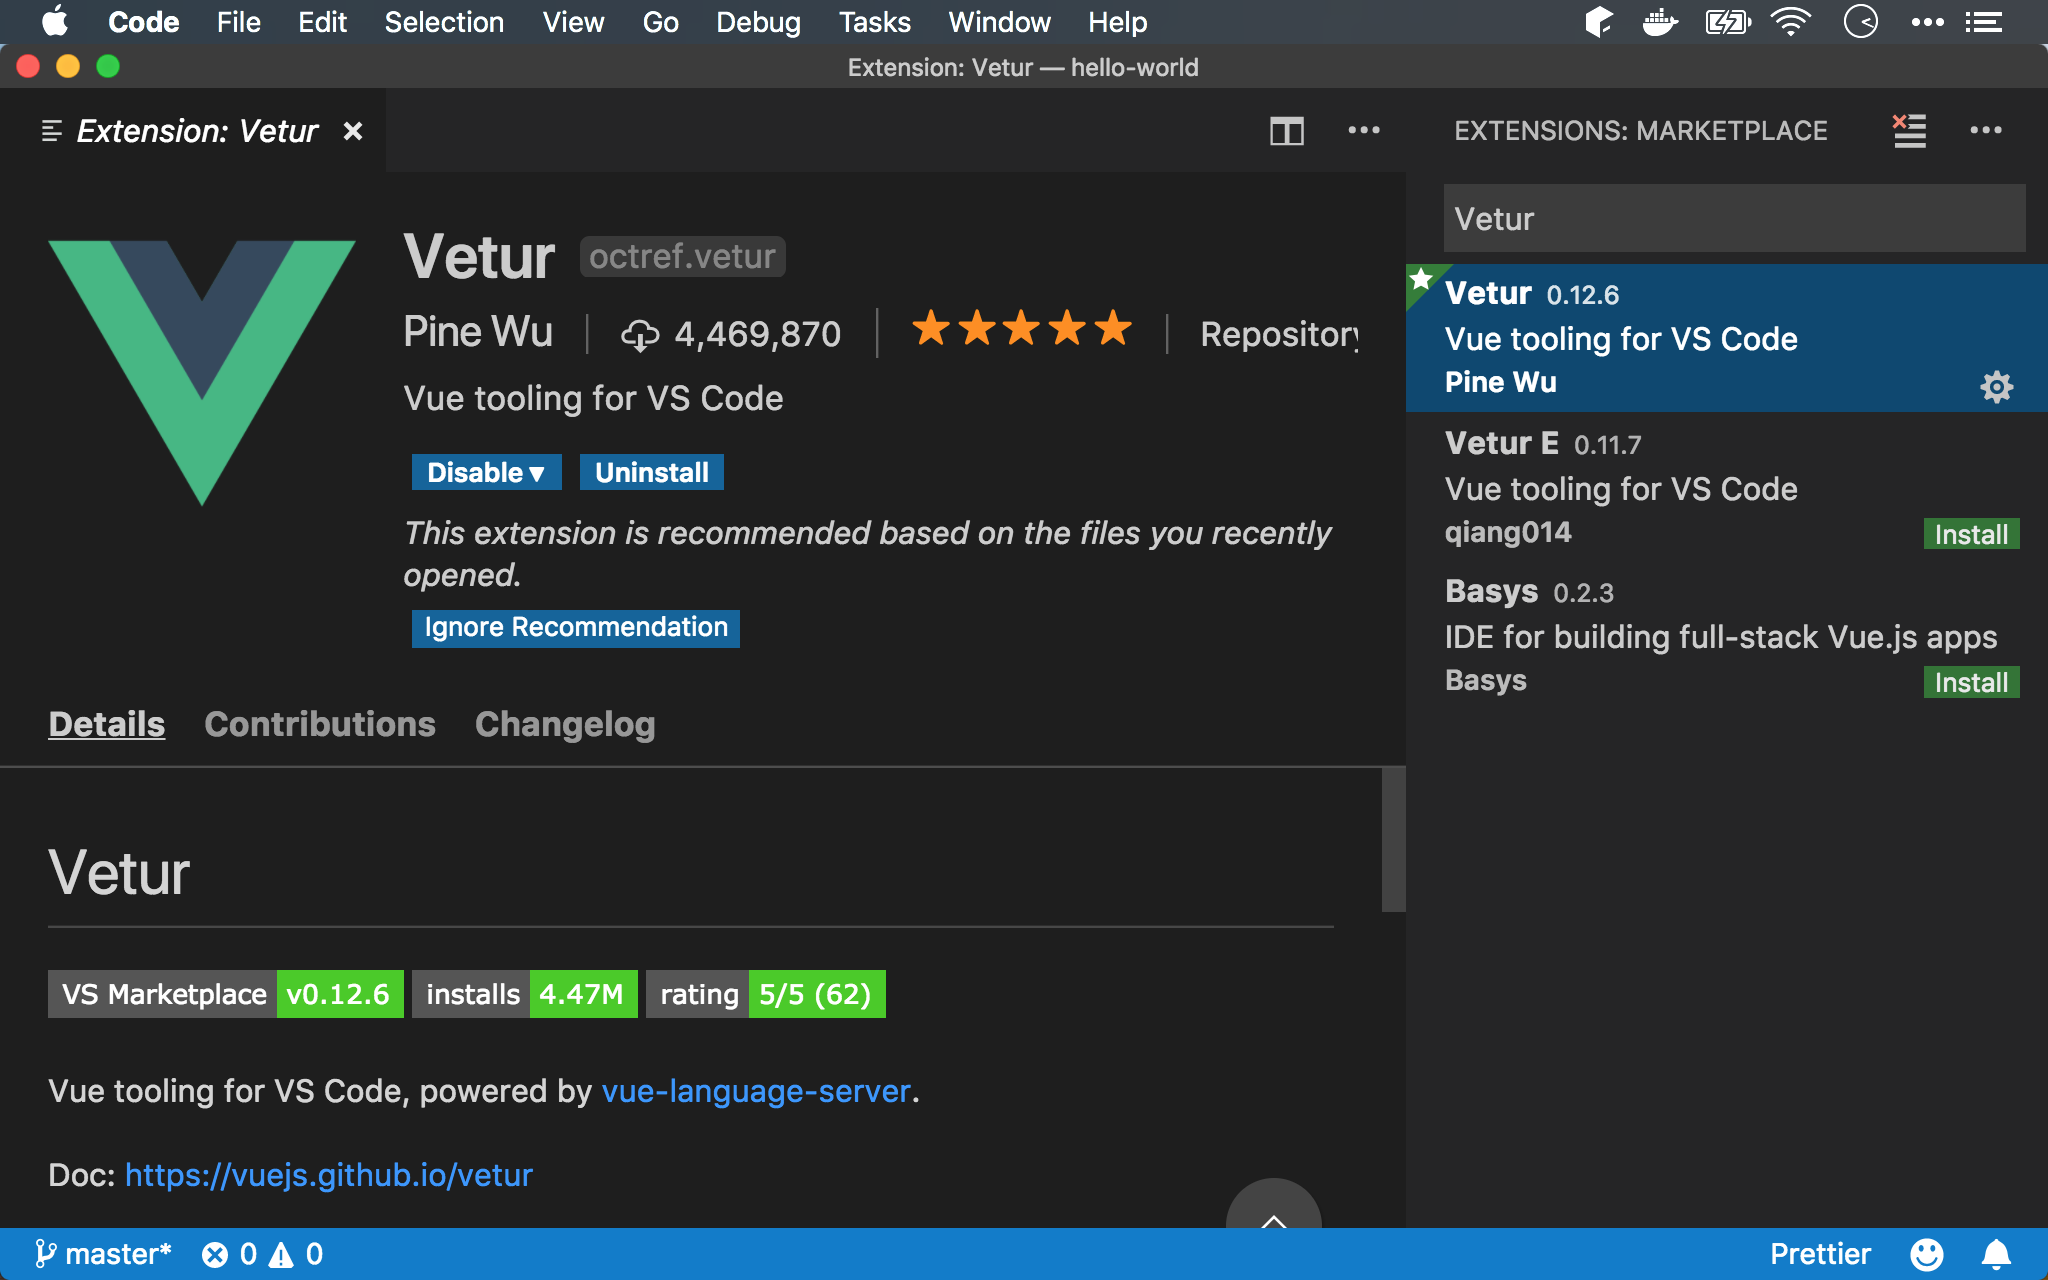 Code File Edit Selection View Go Debug Tasks Window Help
Extension: Vetur — hello-world
Extension: Vetur
Vetur octref.vetur
Pine Wu 4,469,870 Repository
Vue tooling for VS Code
Disable Uninstall
This extension is recommended based on the files you recently
opened.
Ignore Recommendation
Details Contributions Changelog
Vetur
VS Marketplace v0.12.6 installs 4.47M rating 5/5 (62)
Vue tooling for VS Code, powered by vue-language-server.
Doc: https://vuejs.github.io/vetur
EXTENSIONS: MARKETPLACE
Vetur
Vetur 0.12.6
Vue tooling for VS Code
Pine Wu
Vetur E 0.11.7
Vue tooling for VS Code
qiang014 Install
Basys 0.2.3
IDE for building full-stack Vue.js apps
Basys Install
master* 0 0 Prettier